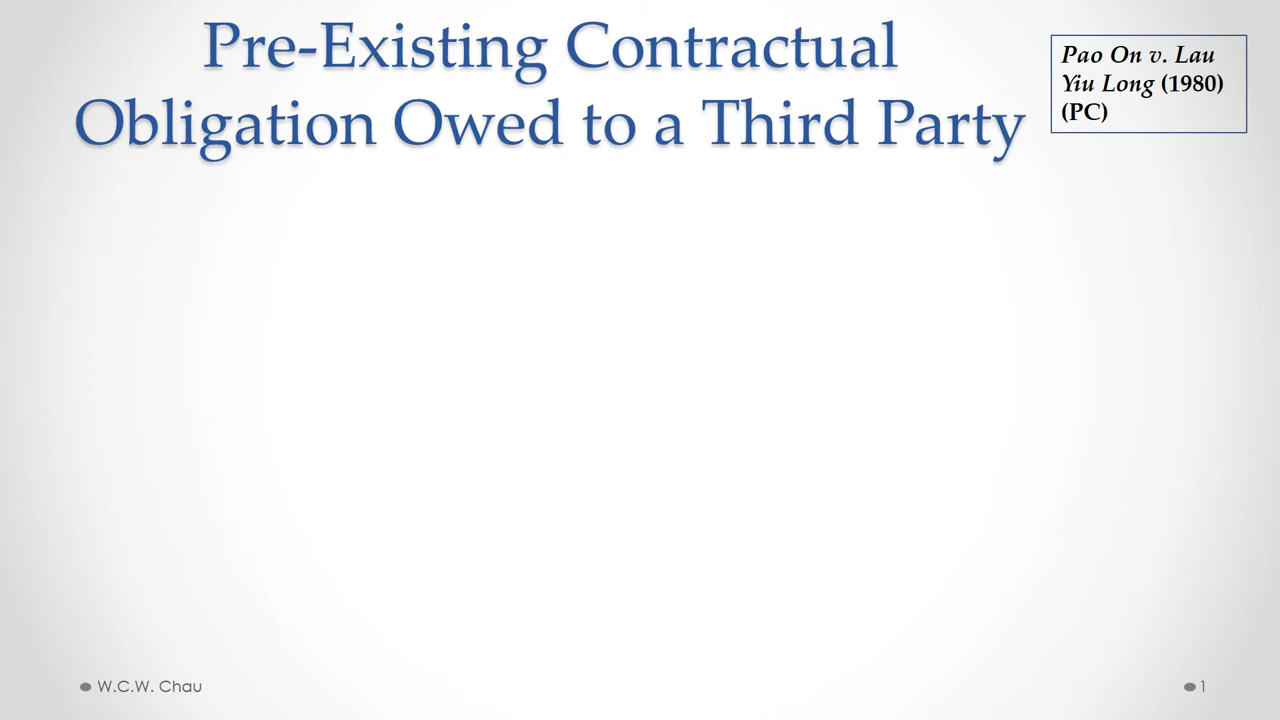 Pre-Existing Contractual
Obligation Owed to a Third Party
Pao On v. Lau
Yiu Long (1980)
(PC)
W.C.W. Chau
1